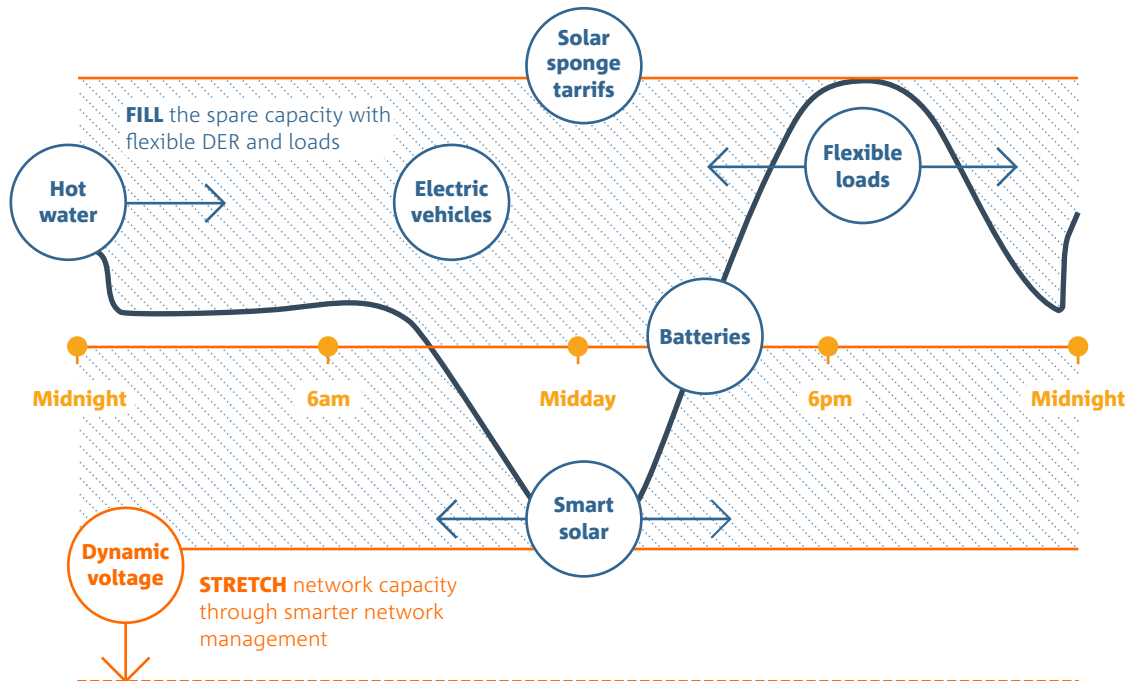 Solar
sponge
tarrifs
FILL the spare capacity with
flexible DER and loads
Hot
water
Electric
vehicles
Flexible
loads
Batteries
Midnight
6am
Midday
6pm
Midnight
Smart
solar
Dynamic
voltage
STRETCH network capacity
through smarter network
management